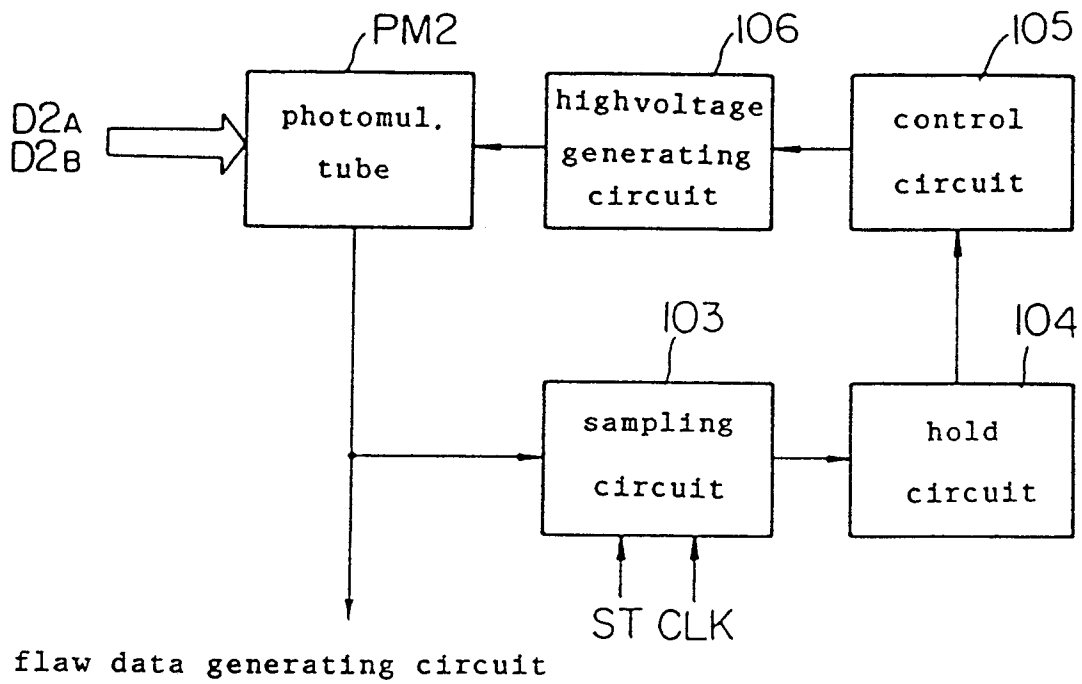 PM2
106
105
D2A
D2B
photomul.
tube
highvoltage
generating
circuit
control
circuit
103
104
sampling
circuit
hold
circuit
ST CLK
flaw data generating circuit